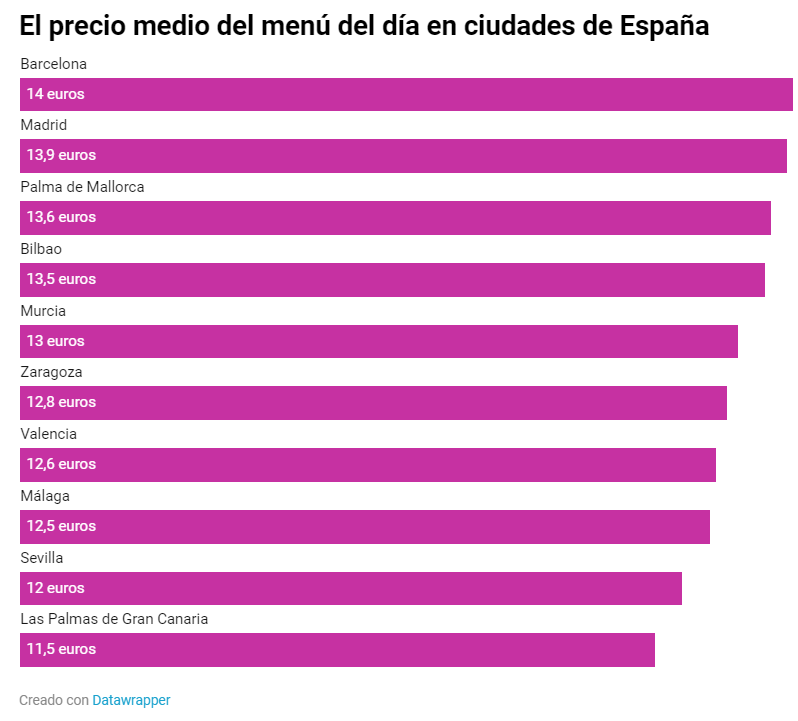 El precio medio del menú del día en ciudades de España
Barcelona
14 euros
Madrid
13,9 euros
Palma de Mallorca
13,6 euros
Bilbao
13,5 euros
Murcia
13 euros
Zaragoza
12,8 euros
Valencia
12,6 euros
Málaga
12,5 euros
Sevilla
12 euros
Las Palmas de Gran Canaria
11,5 euros
Creado con Datawrapper